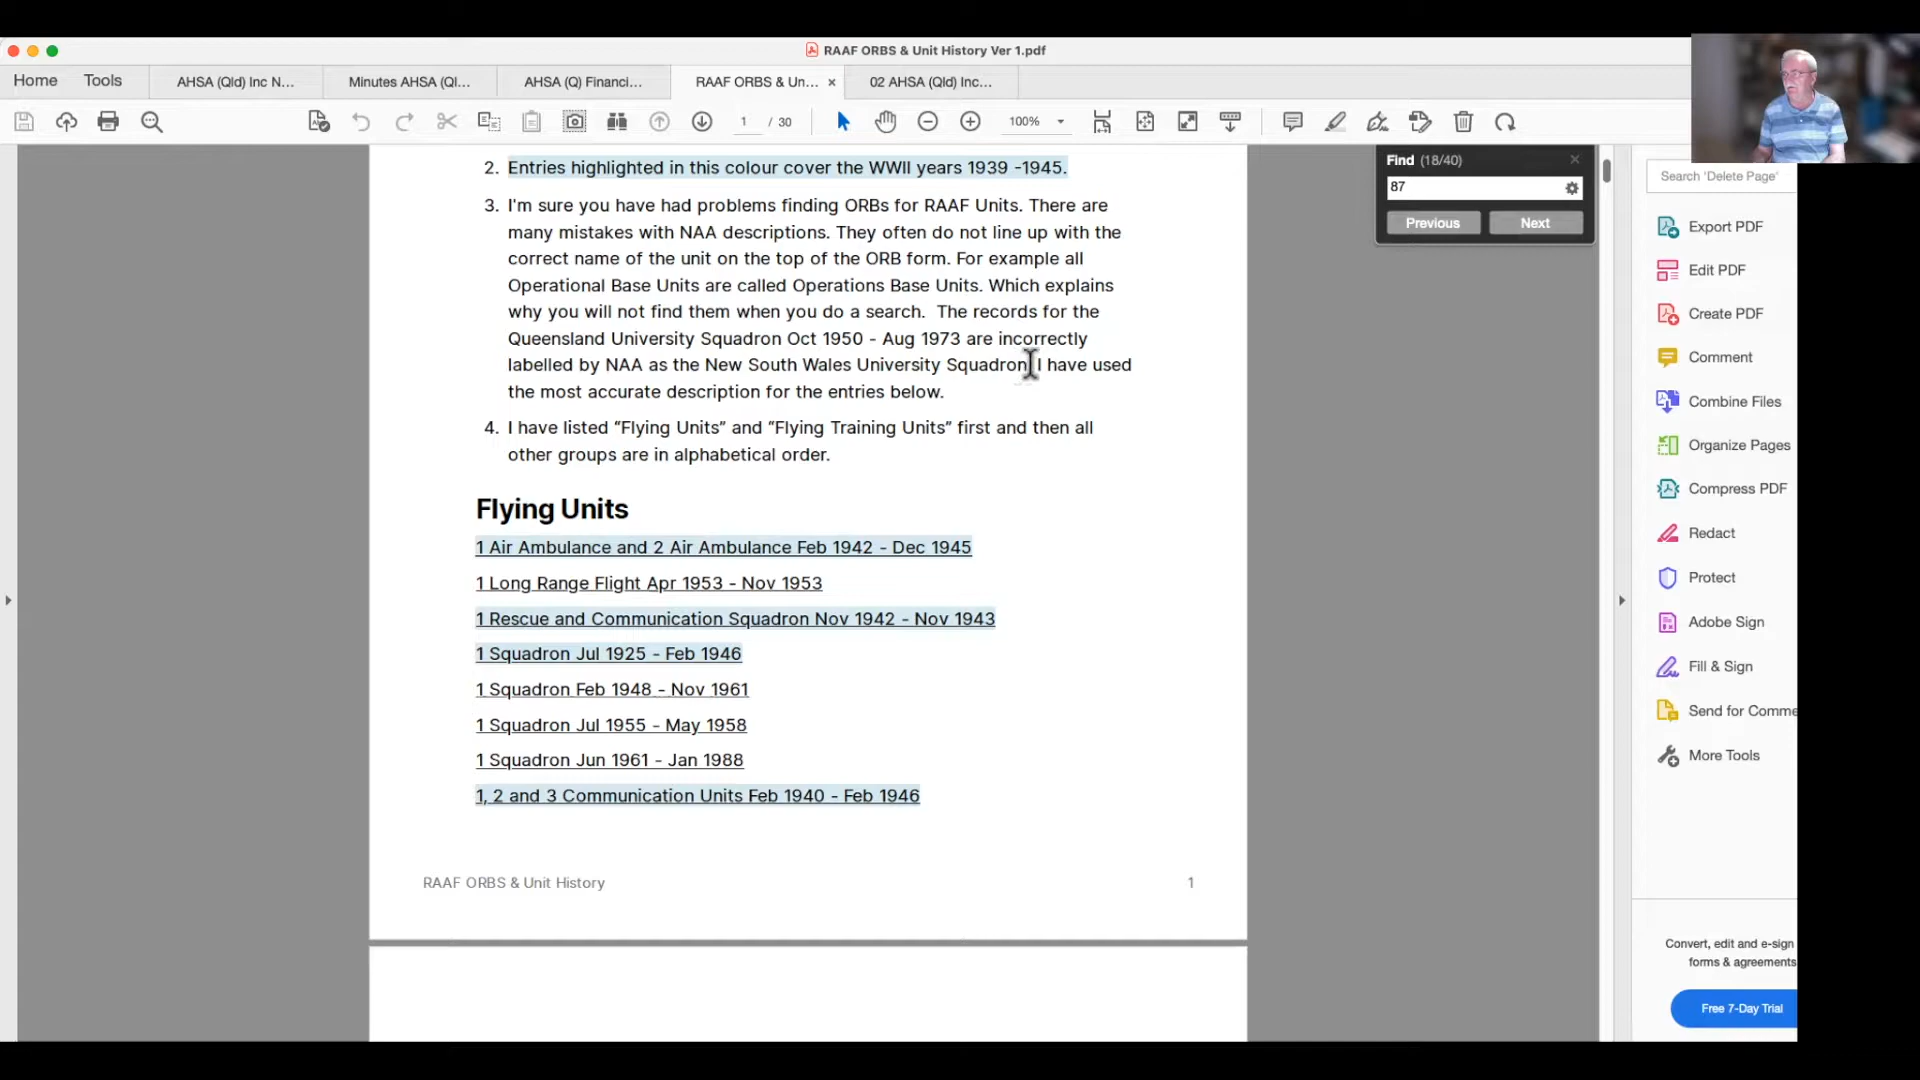 RAAF ORBS & Unit History Ver 1.pdf
Home
Tools
AHSA (Qld) Inc N...
Minutes AHSA (Ql...
AHSA (Q) Financi...
RAAF ORBS & Un...
02 AHSA (Qld) Inc...
1 / 30
100%
Find (18/40)
87
Previous
Next
2. Entries highlighted in this colour cover the WWII years 1939 -1945.
3. I'm sure you have had problems finding ORBs for RAAF Units. There are
many mistakes with NAA descriptions. They often do not line up with the
correct name of the unit on the top of the ORB form. For example all
Operational Base Units are called Operations Base Units. Which explains
why you will not find them when you do a search. The records for the
Queensland University Squadron Oct 1950 - Aug 1973 are incorrectly
labelled by NAA as the New South Wales University Squadron. I have used
the most accurate description for the entries below.
4. I have listed “Flying Units” and “Flying Training Units” first and then all
other groups are in alphabetical order.
Flying Units
1 Air Ambulance and 2 Air Ambulance Feb 1942 - Dec 1945
1 Long Range Flight Apr 1953 - Nov 1953
1 Rescue and Communication Squadron Nov 1942 - Nov 1943
1 Squadron Jul 1925 - Feb 1946
1 Squadron Feb 1948 - Nov 1961
1 Squadron Jul 1955 - May 1958
1 Squadron Jun 1961 - Jan 1988
1, 2 and 3 Communication Units Feb 1940 - Feb 1946
RAAF ORBS & Unit History
1
Search 'Delete Page'
Export PDF
Edit PDF
Create PDF
Comment
Combine Files
Organize Pages
Compress PDF
Redact
Protect
Adobe Sign
Fill & Sign
Send for Comme
More Tools
Convert, edit and e-sign
forms & agreements
Free 7-Day Trial